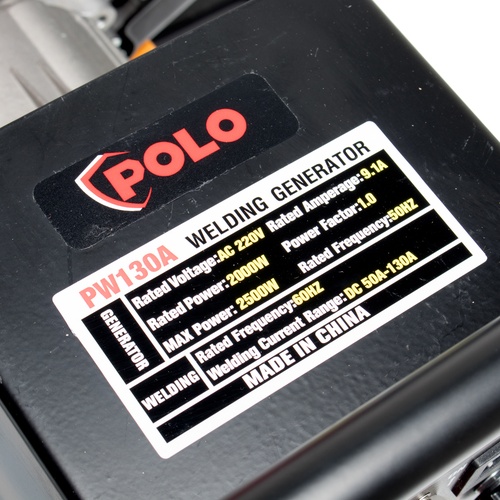 POLO
PW130A WELDING GENERATOR
GENERATOR
Rated Voltage:AC 220V Rated Amperage:9.1A
Rated Power:2000W Power Factor:1.0
MAX Power: 2500W Rated Frequency:50HZ
WELDING
Rated Frequency:60HZ
Welding Current Range:DC 50A-130A
MADE IN CHINA